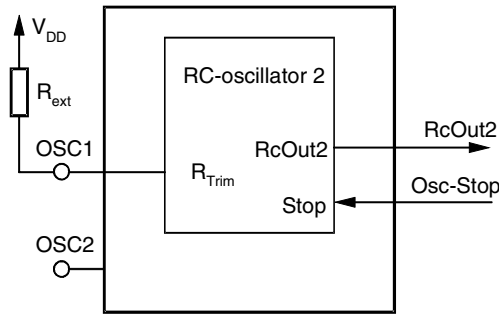 VDD
RC-oscillator 2
Rext
RcOut2
OSC1
RcOut2
RTrim
Osc-Stop
Stop
OSC2